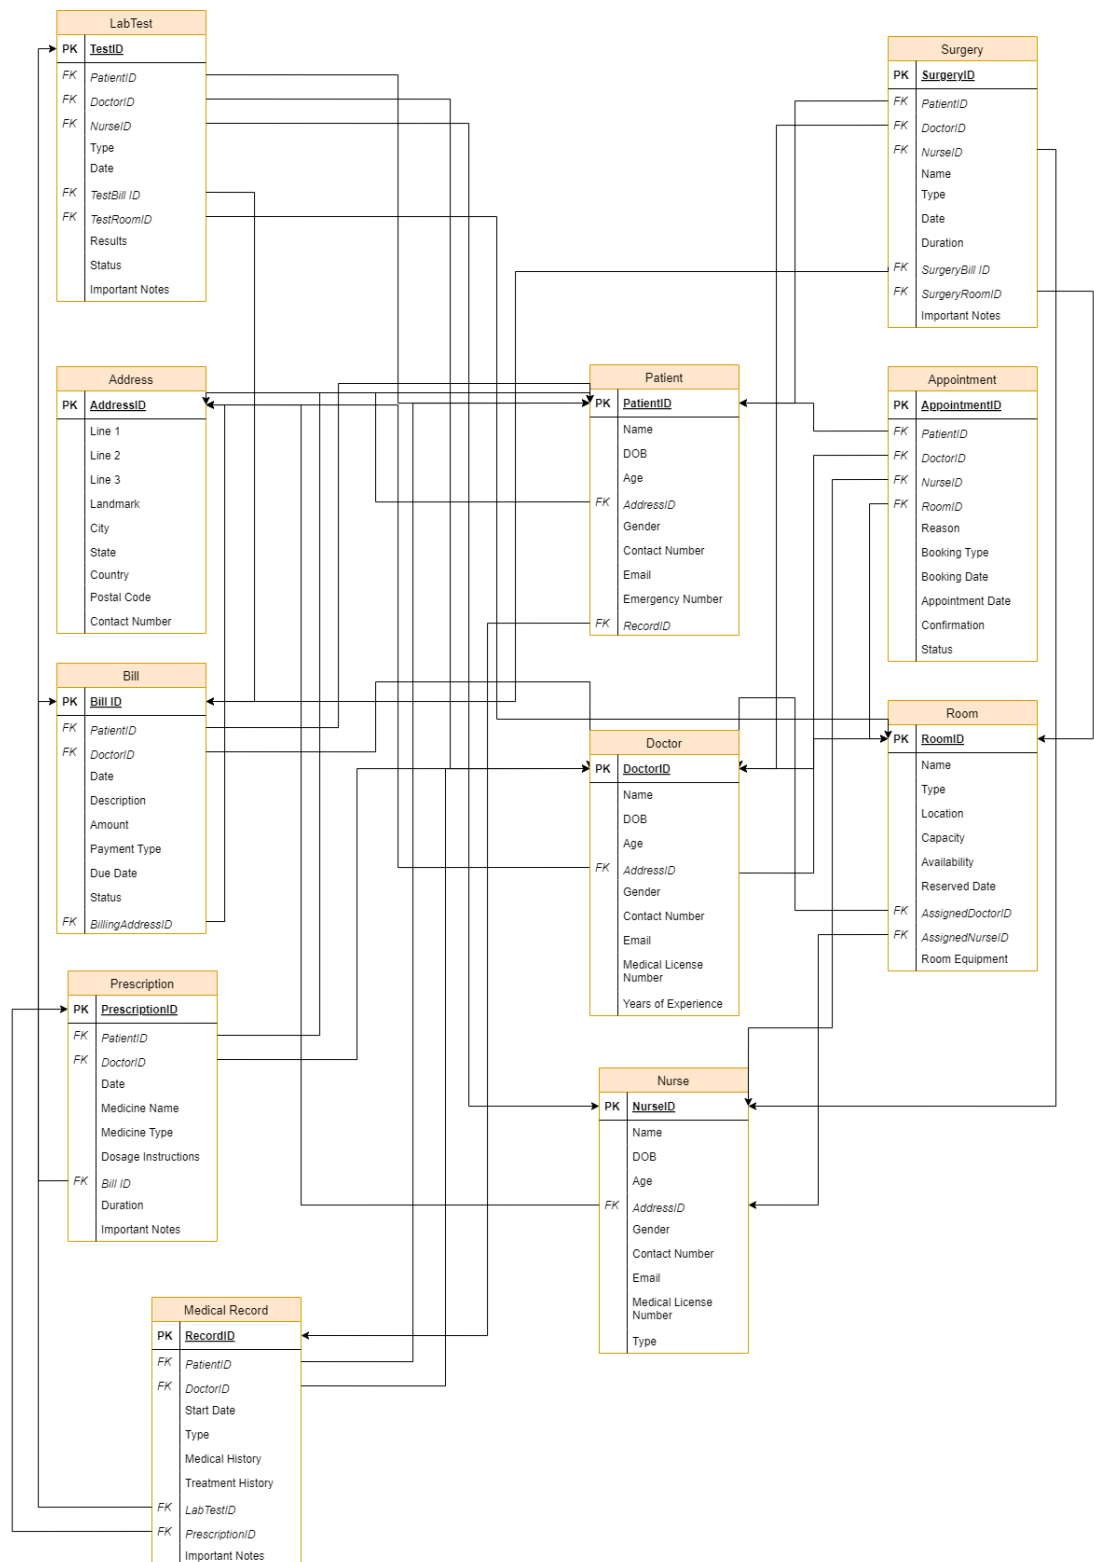 LabTest
PK TestID
FK PatientID
FK DoctorID
FK NurseID
Type
Date
FK TestBill ID
FK TestRoomID
Results
Status
Important Notes
Surgery
PK SurgeryID
FK PatientID
FK DoctorID
FK NurseID
Name
Type
Date
Duration
FK SurgeryBill ID
FK SurgeryRoomID
Important Notes
Address
PK AddressID
Line 1
Line 2
Line 3
Landmark
City
State
Country
Postal Code
Contact Number
Patient
PK PatientID
Name
DOB
Age
FK AddressID
Gender
Contact Number
Email
Emergency Number
FK RecordID
Appointment
PK AppointmentID
FK PatientID
FK DoctorID
FK NurseID
FK RoomID
Reason
Booking Type
Booking Date
Appointment Date
Confirmation
Status
Bill
PK Bill ID
FK PatientID
FK DoctorID
Date
Description
Amount
Payment Type
Due Date
Status
FK BillingAddressID
Doctor
PK DoctorID
Name
DOB
Age
FK AddressID
Gender
Contact Number
Email
Medical License
Number
Years of Experience
Room
PK RoomID
Name
Type
Location
Capacity
Availability
Reserved Date
FK AssignedDoctorID
FK AssignedNurseID
Room Equipment
Prescription
PK PrescriptionID
FK PatientID
FK DoctorID
Date
Medicine Name
Medicine Type
Dosage Instructions
FK Bill ID
Duration
Important Notes
Nurse
PK NurseID
Name
DOB
Age
FK AddressID
Gender
Contact Number
Email
Medical License
Number
Type
Medical Record
PK RecordID
FK PatientID
FK DoctorID
Start Date
Type
Medical History
Treatment History
FK LabTestID
FK PrescriptionID
Important Notes